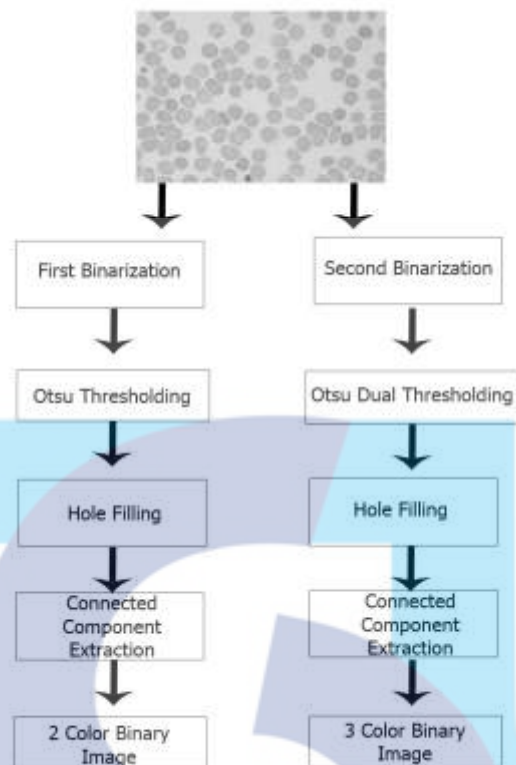 First Binarization
Second Binarization
Otsu Thresholding
Otsu Dual Thresholding
Hole Filling
Hole Filling
Connected
Component
Extraction
Connected
Component
Extraction
2 Color Binary
Image
3 Color Binary
Image